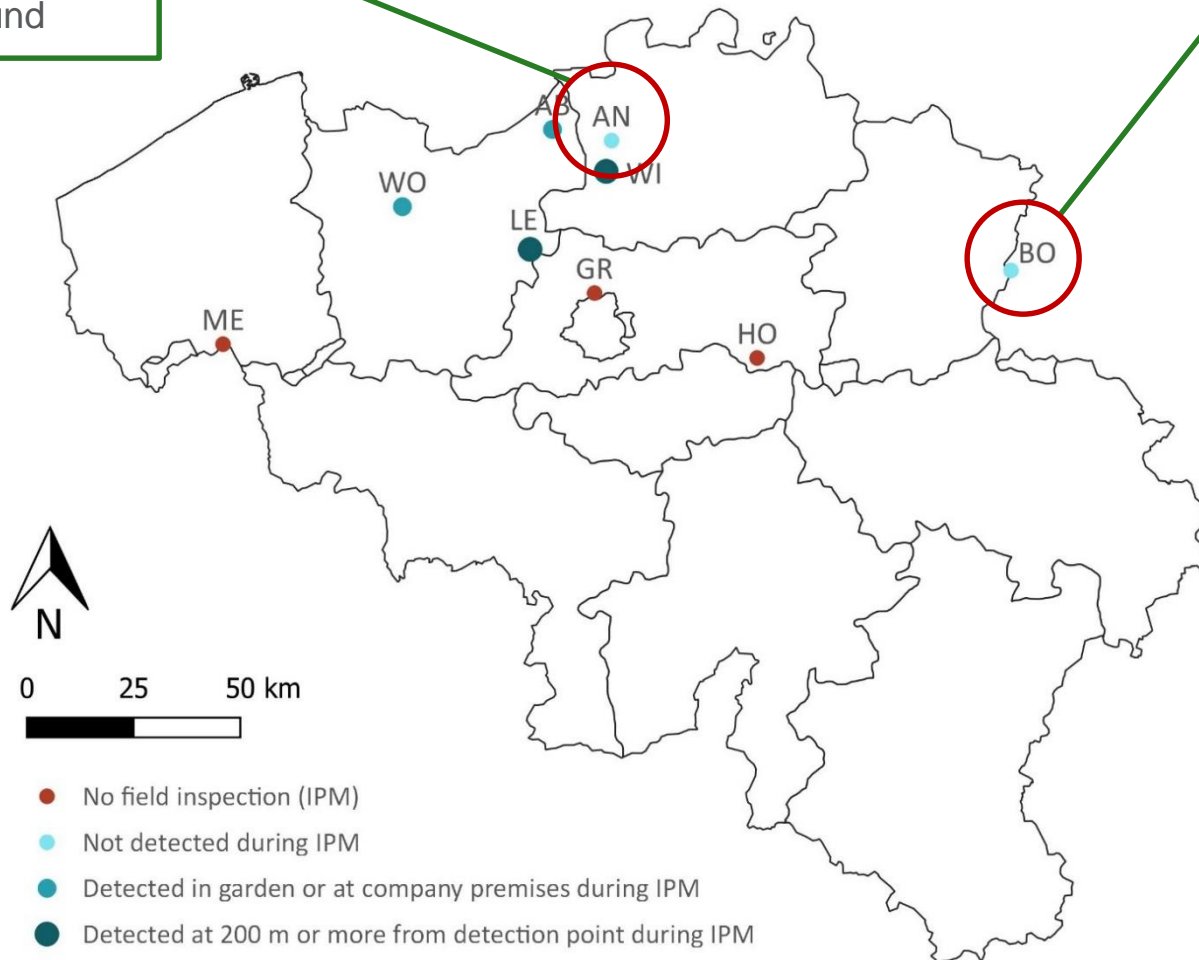 AB
AN
WI
WO
LE
GR
BO
ME
HO
N
0 25 50 km
No field inspection (IPM)
Not detected during IPM
Detected in garden or at company premises during IPM
Detected at 200 m or more from detection point during IPM